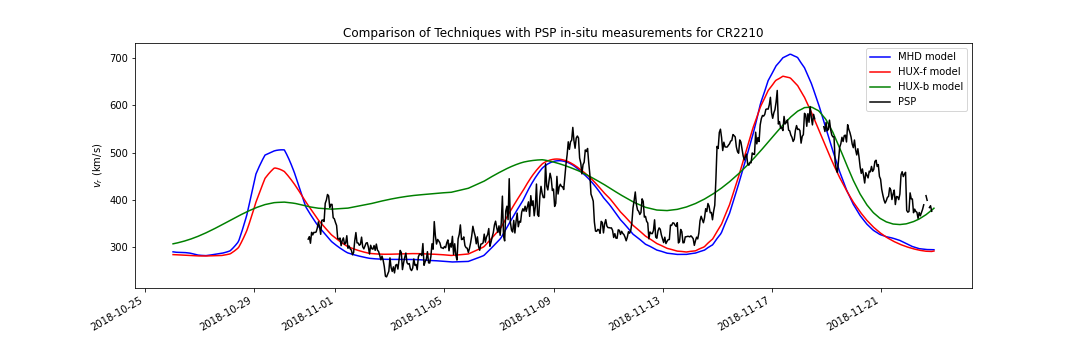 Comparison of Techniques with PSP in-situ measurements for CR2210
700
600
500
400
300
v_r (km/s)
MHD model
HUX-f model
HUX-b model
PSP
2018-10-25
2018-10-29
2018-11-01
2018-11-05
2018-11-09
2018-11-13
2018-11-17
2018-11-21